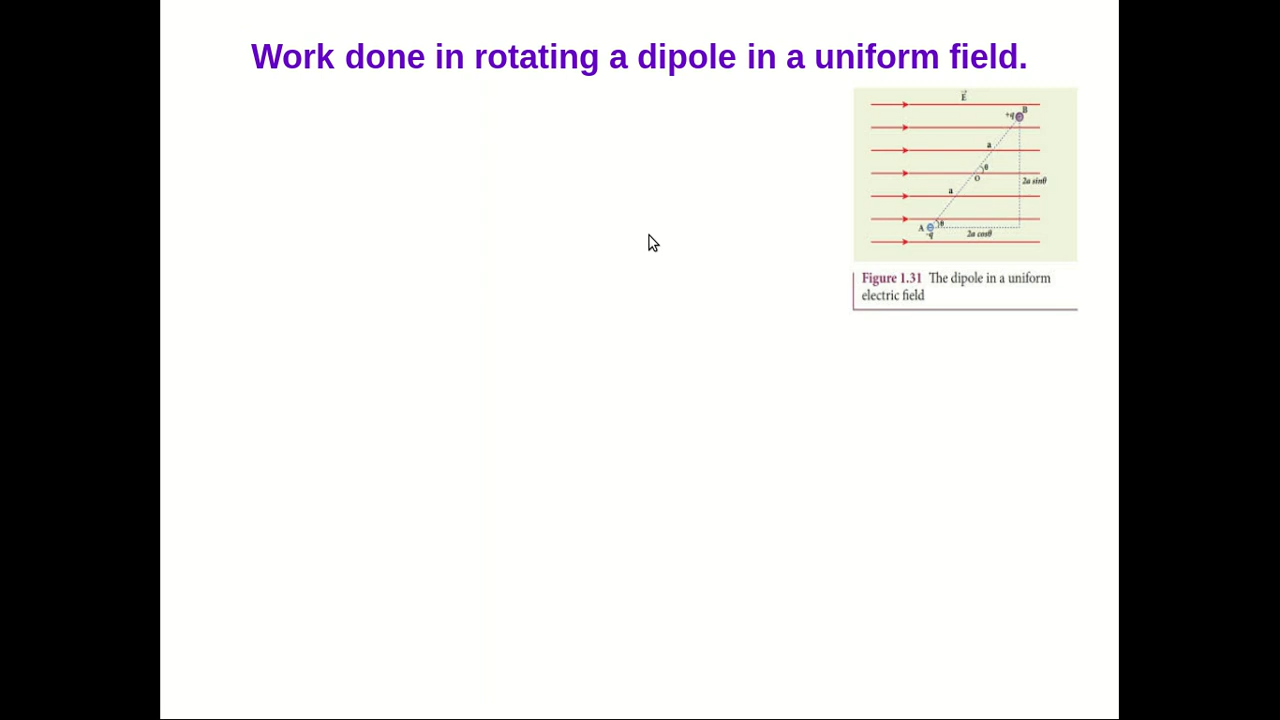 Work done in rotating a dipole in a uniform field.
E
B
+q
a
θ
O
2a sinθ
a
A
θ
-q
2a cosθ
Figure 1.31 The dipole in a uniform
electric field